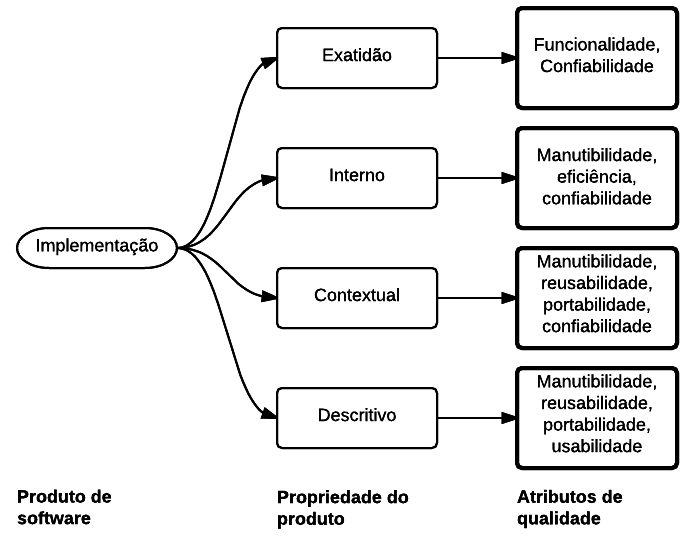 Exatidão
Funcionalidade,
Confiabilidade
Interno
Manutibilidade,
eficiência,
confiabilidade
Implementação
Contextual
Manutibilidade,
reusabilidade,
portabilidade,
confiabilidade
Descritivo
Manutibilidade,
reusabilidade,
portabilidade,
usabilidade
Produto de
software
Propriedade do
produto
Atributos de
qualidade